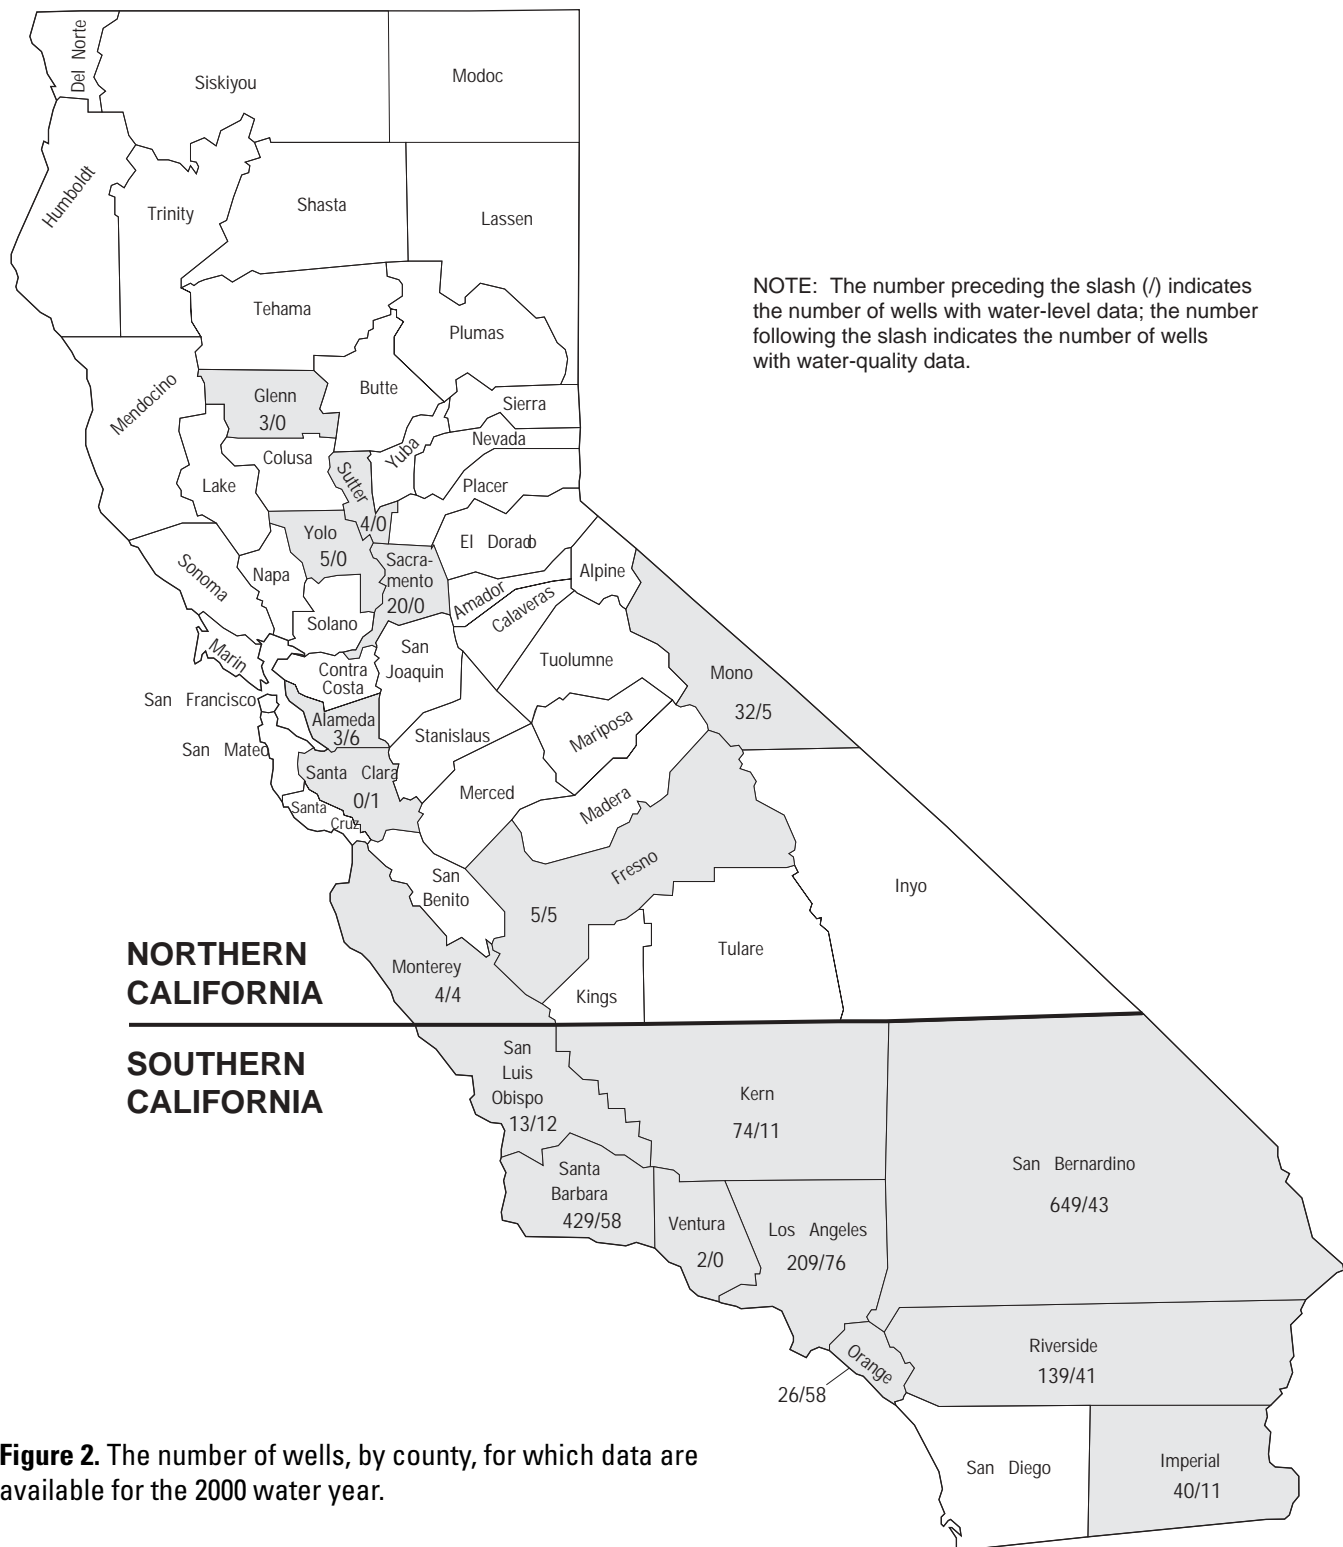 Del Norte
Siskiyou
Modoc
Humboldt
Trinity
Shasta
Lassen
NOTE: The number preceding the slash (/) indicates
the number of wells with water-level data; the number
following the slash indicates the number of wells
with water-quality data.
Tehama
Plumas
Mendocino
Glenn
3/0
Butte
Sierra
Colusa
Yuba
Nevada
Lake
Sutter
4/0
Placer
Yolo
5/0
El Dorado
Sonoma
Napa
Sacra-
mento
20/0
Alpine
Amador
Calaveras
Solano
Marin
Contra
Costa
San
Joaquin
Tuolumne
Mono
32/5
San Francisco
Alameda
3/6
Stanislaus
Mariposa
San Mateo
Santa Clara
0/1
Merced
Madera
Santa
Cruz
Fresno
5/5
San
Benito
Inyo
Tulare
NORTHERN
CALIFORNIA
Monterey
4/4
Kings
SOUTHERN
CALIFORNIA
San
Luis
Obispo
13/12
Kern
74/11
San Bernardino
649/43
Santa
Barbara
429/58
Ventura
2/0
Los Angeles
209/76
Orange
26/58
Riverside
139/41
San Diego
Imperial
40/11
Figure 2. The number of wells, by county, for which data are
available for the 2000 water year.